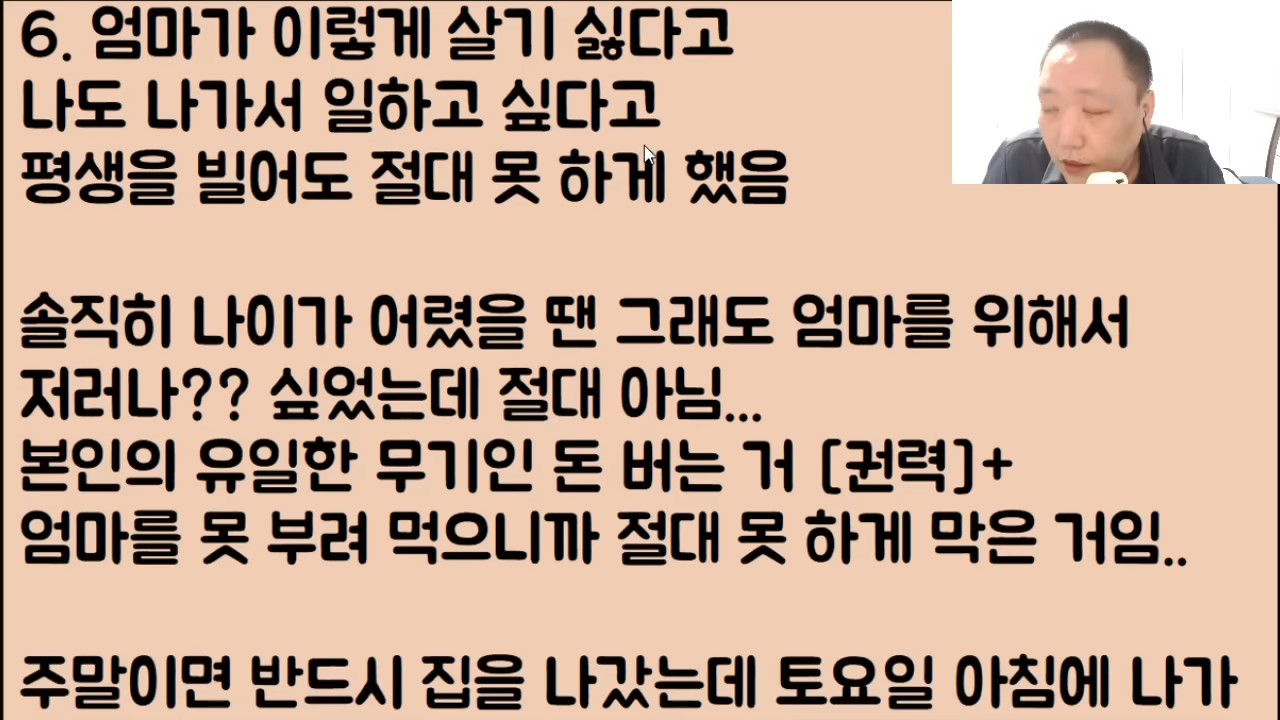 6. 엄마가 이렇게 살기 싫다고
나도 나가서 일하고 싶다고
평생을 빌어도 절대 못 하게 했음
솔직히 나이가 어렸을 땐 그래도 엄마를 위해서
저러나?? 싶었는데 절대 아님...
본인의 유일한 무기인 돈 버는 거 [권력]+
엄마를 못 부려 먹으니까 절대 못 하게 막은 거임..
주말이면 반드시 집을 나갔는데 토요일 아침에 나가